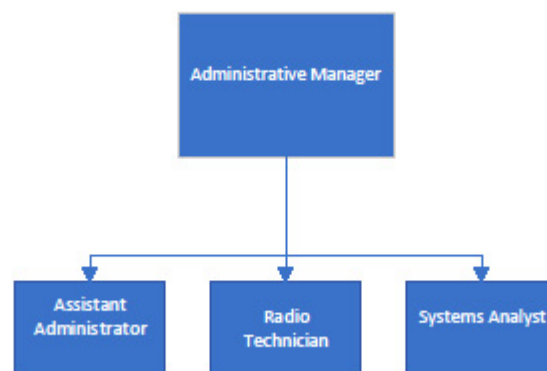 Administrative Manager
Assistant
Administrator
Radio
Technician
Systems Analyst